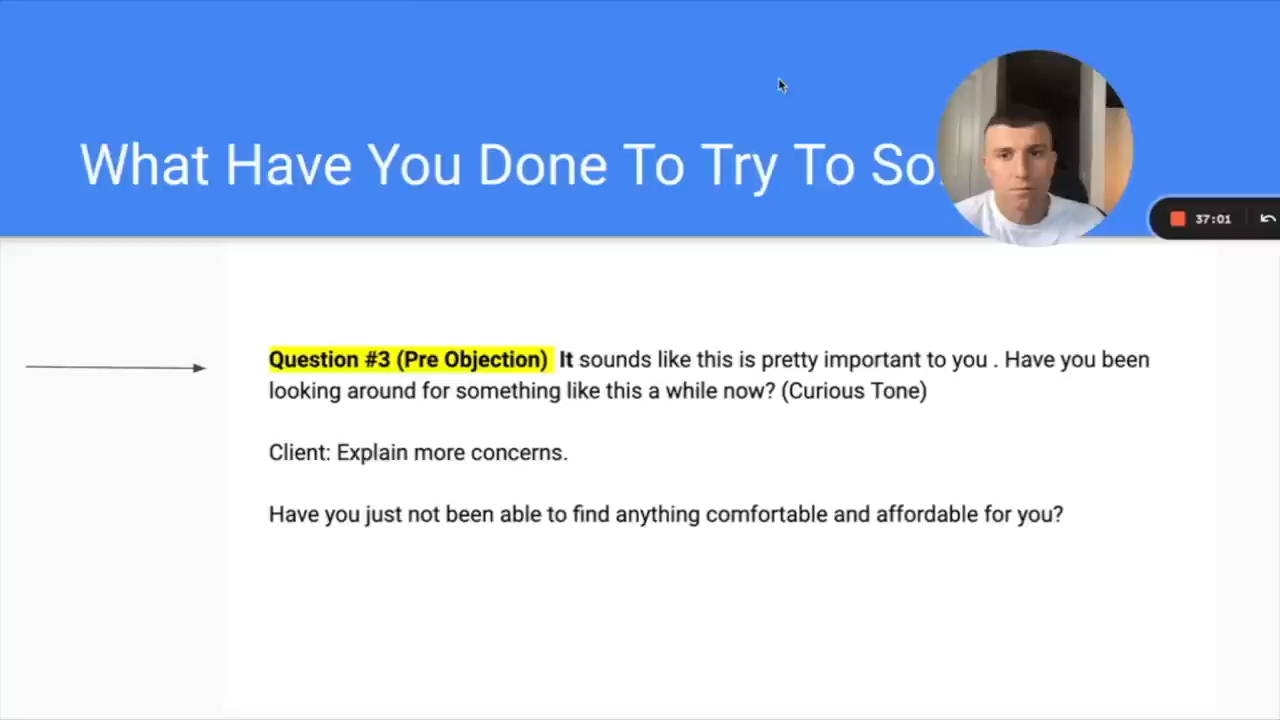 What Have You Done To Try To
37:01
Question #3 (Pre Objection) It sounds like this is pretty important to you . Have you been
looking around for something like this a while now? (Curious Tone)
Client: Explain more concerns.
Have you just not been able to find anything comfortable and affordable for you?